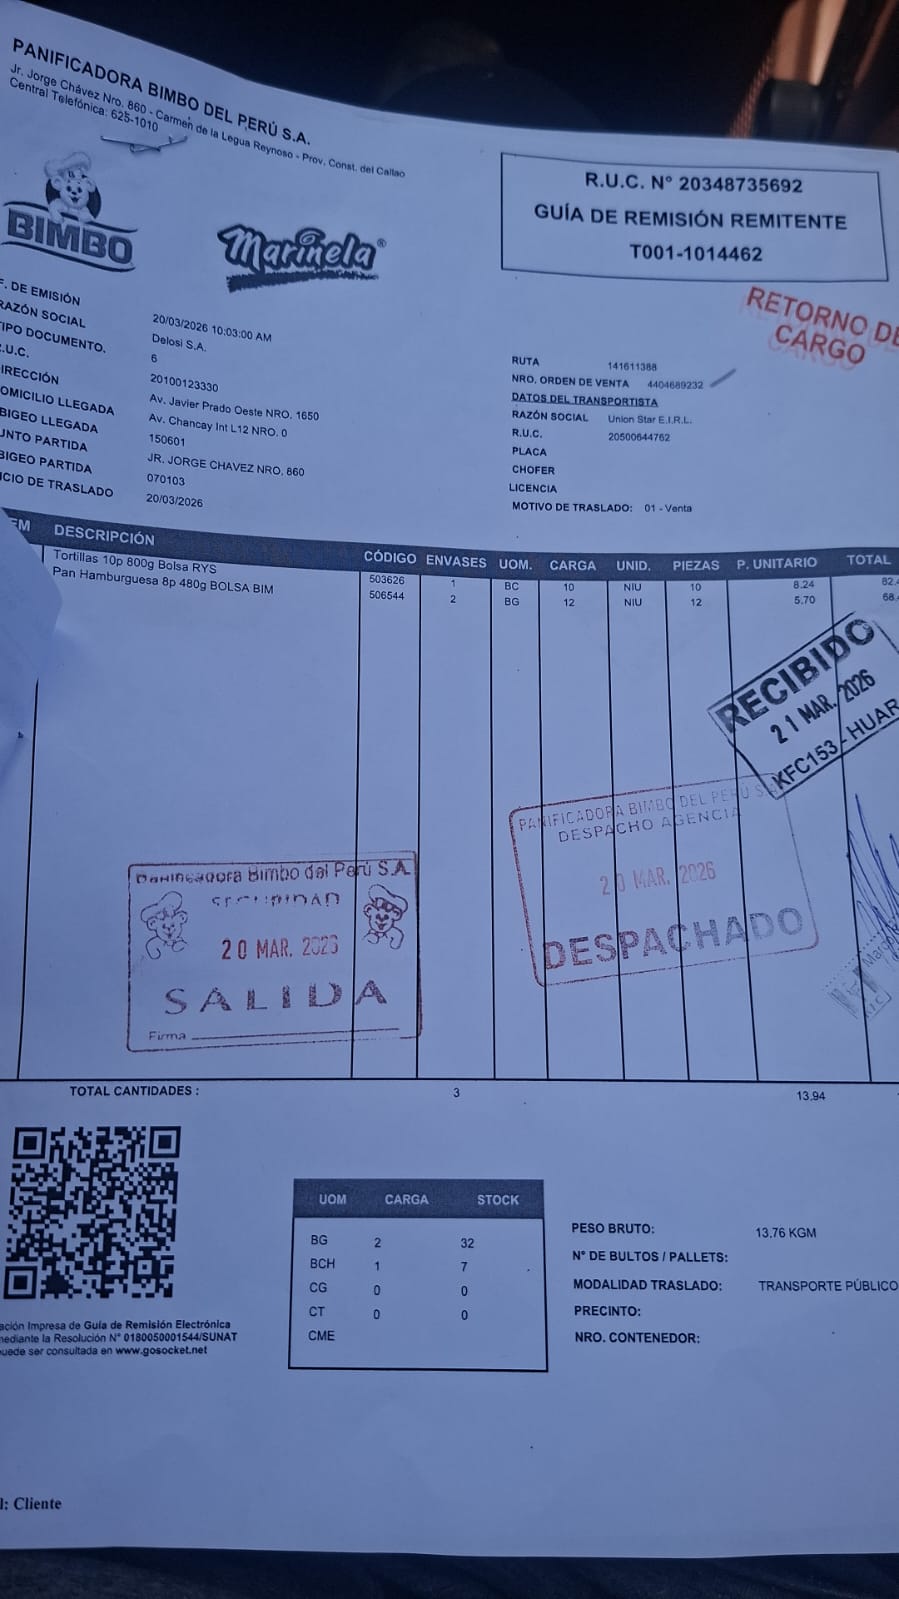 PANIFICADORA BIMBO DEL PERÚ S.A.
Jr. Jorge Chávez Nro. 860 - Carmen de la Legua Reynoso - Prov. Const. del Callao
Central Telefónica: 625-1010
BIMBO
Marinela®
R.U.C. N° 20348735692
GUÍA DE REMISIÓN REMITENTE
T001-1014462
RETORNO DE
CARGO
F. DE EMISIÓN 20/03/2026 10:03:00 AM
RAZÓN SOCIAL Delosi S.A.
TIPO DOCUMENTO. 6
R.U.C. 20100123330
DIRECCIÓN Av. Javier Prado Oeste NRO. 1650
DOMICILIO LLEGADA Av. Chancay Int L12 NRO. 0
UBIGEO LLEGADA 150601
PUNTO PARTIDA JR. JORGE CHAVEZ NRO. 860
UBIGEO PARTIDA 070103
INICIO DE TRASLADO 20/03/2026
RUTA 141611388
NRO. ORDEN DE VENTA 4404689232
DATOS DEL TRANSPORTISTA
RAZÓN SOCIAL Union Star E.I.R.L.
R.U.C. 20500644762
PLACA
CHOFER
LICENCIA
MOTIVO DE TRASLADO: 01 - Venta
EM DESCRIPCIÓN CÓDIGO ENVASES UOM. CARGA UNID. PIEZAS P. UNITARIO TOTAL
Tortillas 10p 800g Bolsa RYS 503626 1 BC 10 NIU 10 8.24 82.
Pan Hamburguesa 8p 480g BOLSA BIM 506544 2 BG 12 NIU 12 5.70 68.
RECIBIDO
21 MAR. 2026
KFC153-HUAR
PANIFICADORA BIMBO DEL PERÚ S.A.
DESPACHO AGENCIA
20 MAR. 2026
DESPACHADO
Panificadora Bimbo del Perú S.A.
SEGURIDAD
20 MAR. 2026
SALIDA
Firma
TOTAL CANTIDADES : 3 13.94
UOM CARGA STOCK
BG 2 32
BCH 1 7
CG 0 0
CT 0 0
CME
PESO BRUTO: 13.76 KGM
N° DE BULTOS / PALLETS:
MODALIDAD TRASLADO: TRANSPORTE PÚBLICO
PRECINTO:
NRO. CONTENEDOR:
ación Impresa de Guía de Remisión Electrónica
mediante la Resolución N° 0180050001544/SUNAT
puede ser consultada en www.gosocket.net
l: Cliente